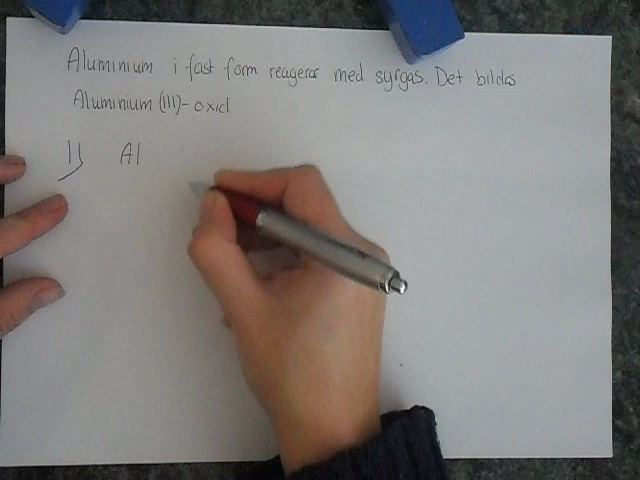 Aluminium i fast form reagerar med syrgas. Det bildas
Aluminium (III)-oxid
1) Al